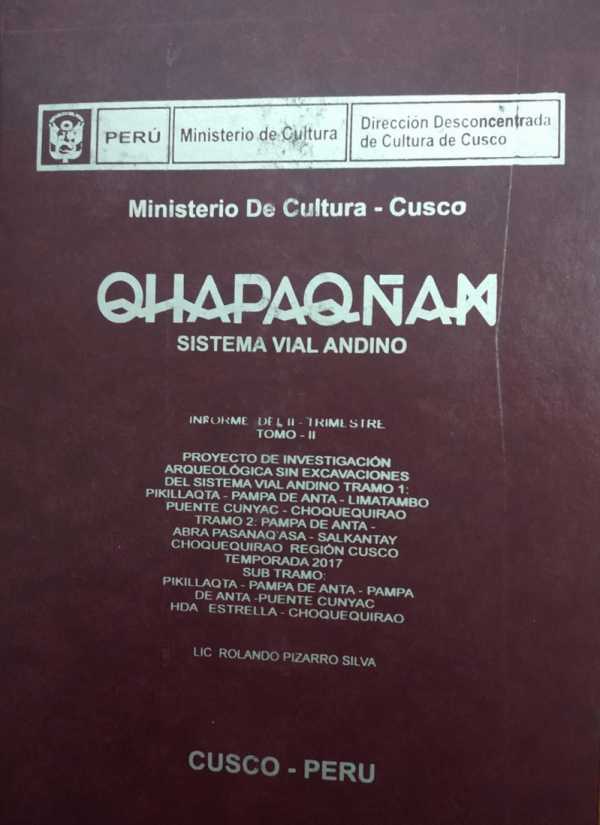 PERÚ
Ministerio de Cultura
Dirección Desconcentrada
de Cultura de Cusco
Ministerio De Cultura - Cusco
QHAPAQÑAN
SISTEMA VIAL ANDINO
INFORME DEL II - TRIMESTRE
TOMO - II
PROYECTO DE INVESTIGACIÓN
ARQUEOLÓGICA SIN EXCAVACIONES
DEL SISTEMA VIAL ANDINO TRAMO 1:
PIKILLAQTA - PAMPA DE ANTA - LIMATAMBO
PUENTE CUNYAC - CHOQUEQUIRAO
TRAMO 2: PAMPA DE ANTA -
ABRA PASANAQ'ASA - SALKANTAY
CHOQUEQUIRAO REGIÓN CUSCO
TEMPORADA 2017
SUB TRAMO:
PIKILLAQTA - PAMPA DE ANTA - PAMPA
DE ANTA -PUENTE CUNYAC
HDA ESTRELLA - CHOQUEQUIRAO
LIC ROLANDO PIZARRO SILVA
CUSCO - PERU